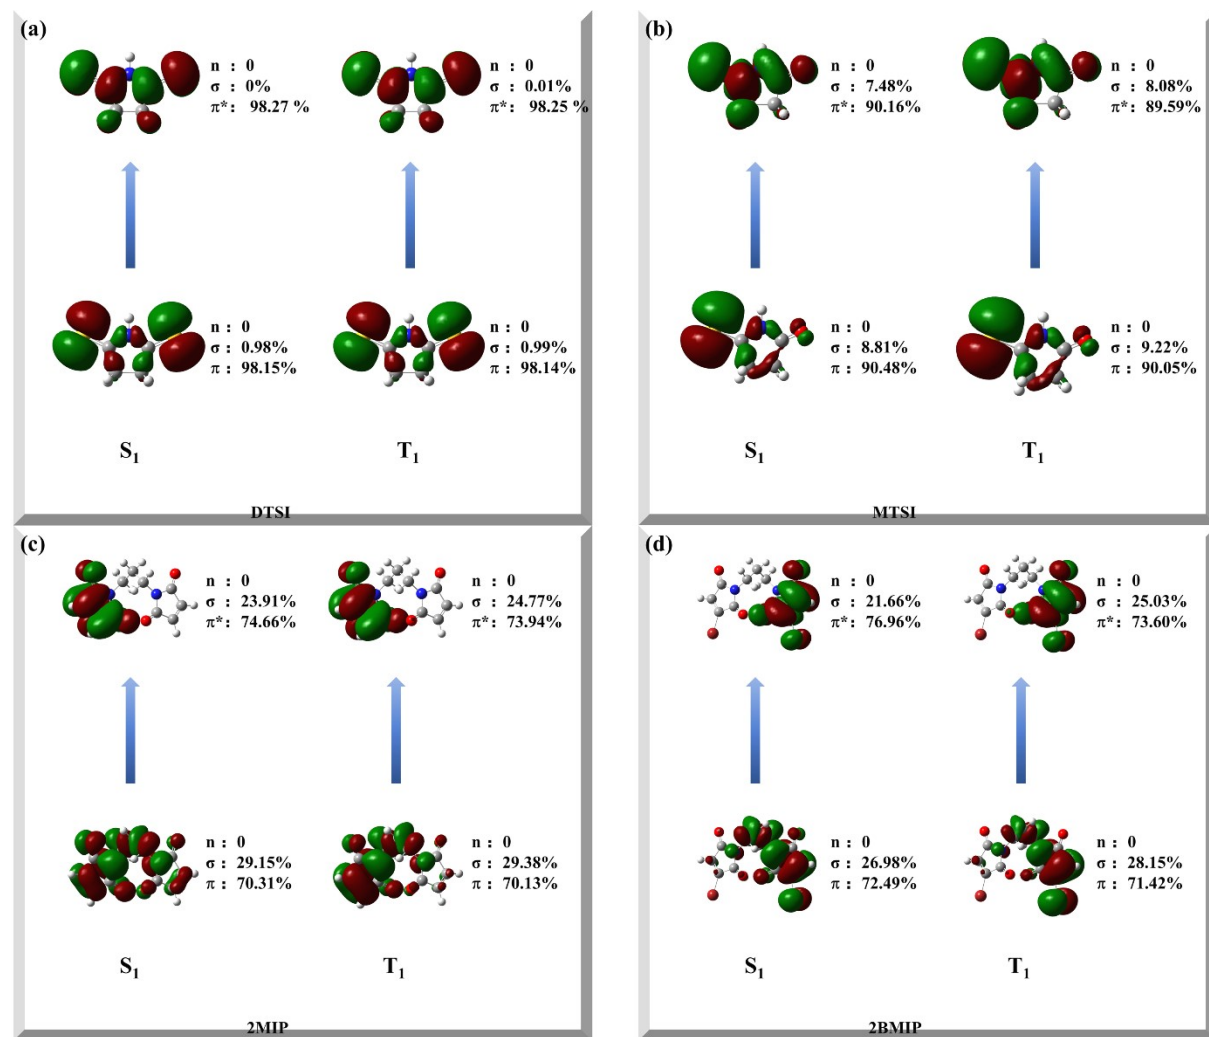 (a)
n : 0
σ : 0%
π* : 98.27 %
n : 0
σ : 0.01%
π* : 98.25 %
n : 0
σ : 0.98%
π : 98.15%
n : 0
σ : 0.99%
π : 98.14%
S1
T1
DTSI
(b)
n : 0
σ : 7.48%
π* : 90.16%
n : 0
σ : 8.08%
π* : 89.59%
n : 0
σ : 8.81%
π : 90.48%
n : 0
σ : 9.22%
π : 90.05%
S1
T1
MTSI
(c)
n : 0
σ : 23.91%
π* : 74.66%
n : 0
σ : 24.77%
π* : 73.94%
n : 0
σ : 29.15%
π : 70.31%
n : 0
σ : 29.38%
π : 70.13%
S1
T1
2MIP
(d)
n : 0
σ : 21.66%
π* : 76.96%
n : 0
σ : 25.03%
π* : 73.60%
n : 0
σ : 26.98%
π : 72.49%
n : 0
σ : 28.15%
π : 71.42%
S1
T1
2BMIP